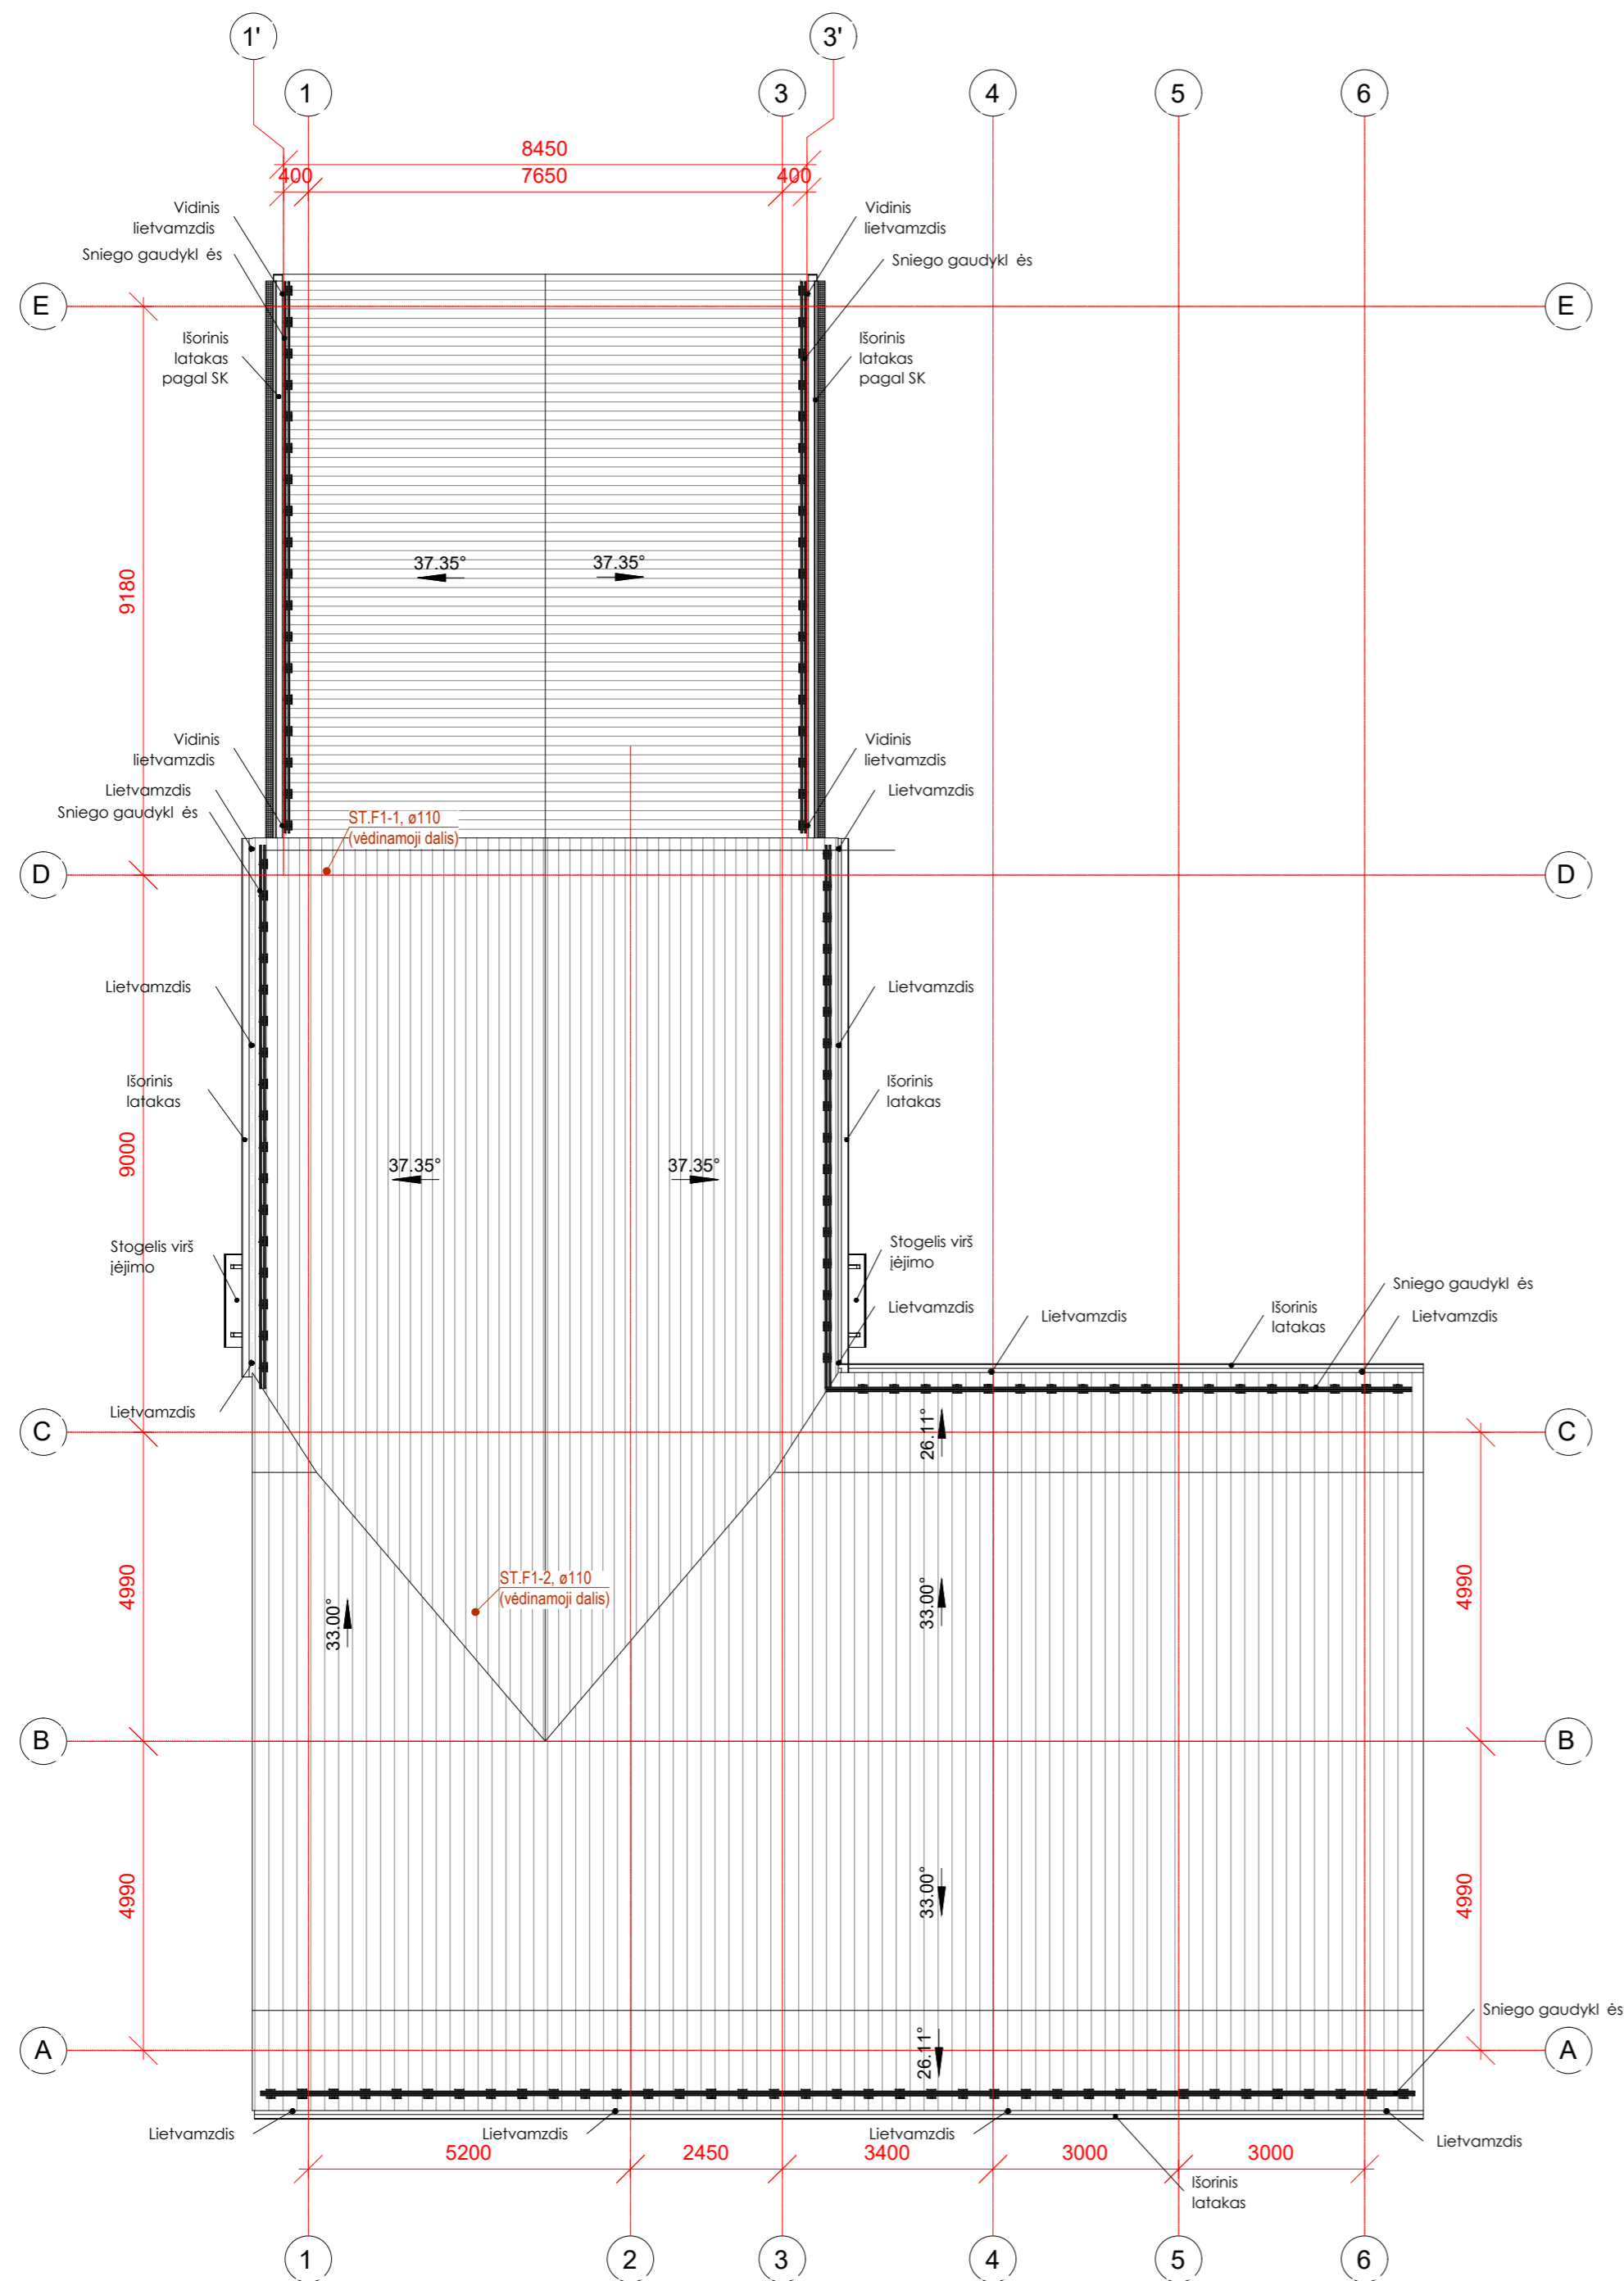 1'
3'
1
3
4
5
6
8450
400
7650
400
Vidinis
lietvamzdis
Vidinis
lietvamzdis
Sniego gaudykl ės
Sniego gaudykl ės
E
E
Išorinis
latakas
pagal SK
Išorinis
latakas
pagal SK
37.35°
37.35°
9180
Vidinis
lietvamzdis
Vidinis
lietvamzdis
Lietvamzdis
Lietvamzdis
Sniego gaudykl ės
ST.F1-1, ø110
(vėdinamoji dalis)
D
D
Lietvamzdis
Lietvamzdis
Išorinis
latakas
Išorinis
latakas
9000
37.35°
37.35°
Stogelis virš
įėjimo
Stogelis virš
įėjimo
Sniego gaudykl ės
Lietvamzdis
Lietvamzdis
Išorinis
latakas
Lietvamzdis
Lietvamzdis
C
26.11°
C
4990
ST.F1-2, ø110
(vėdinamoji dalis)
33.00°
33.00°
4990
B
B
4990
33.00°
4990
Sniego gaudykl ės
A
26.11°
A
Lietvamzdis
Lietvamzdis
Lietvamzdis
Lietvamzdis
5200
2450
3400
3000
3000
Išorinis
latakas
1
2
3
4
5
6